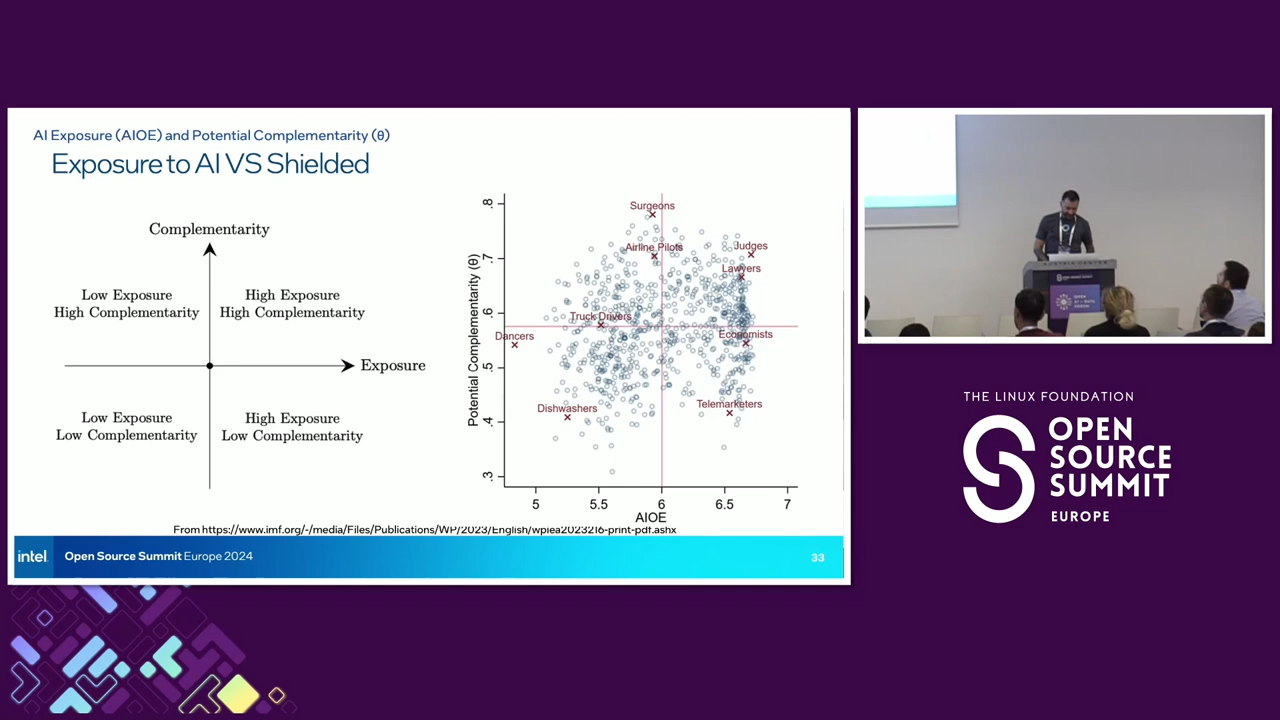 AI Exposure (AIOE) and Potential Complementarity (θ)
Exposure to AI VS Shielded
Complementarity
Low Exposure
High Complementarity
High Exposure
High Complementarity
Exposure
Low Exposure
Low Complementarity
High Exposure
Low Complementarity
Potential Complementarity (θ)
.8
.7
.6
.5
.4
.3
Surgeons
Airline Pilots
Judges
Lawyers
Truck Drivers
Dancers
Economists
Dishwashers
Telemarketers
5
5.5
6
6.5
7
AIOE
From https://www.imf.org/-/media/Files/Publications/WP/2023/English/wpiea2023216-print-pdf.ashx
intel
Open Source Summit Europe 2024
33
THE LINUX FOUNDATION
OPEN
SOURCE
SUMMIT
EUROPE